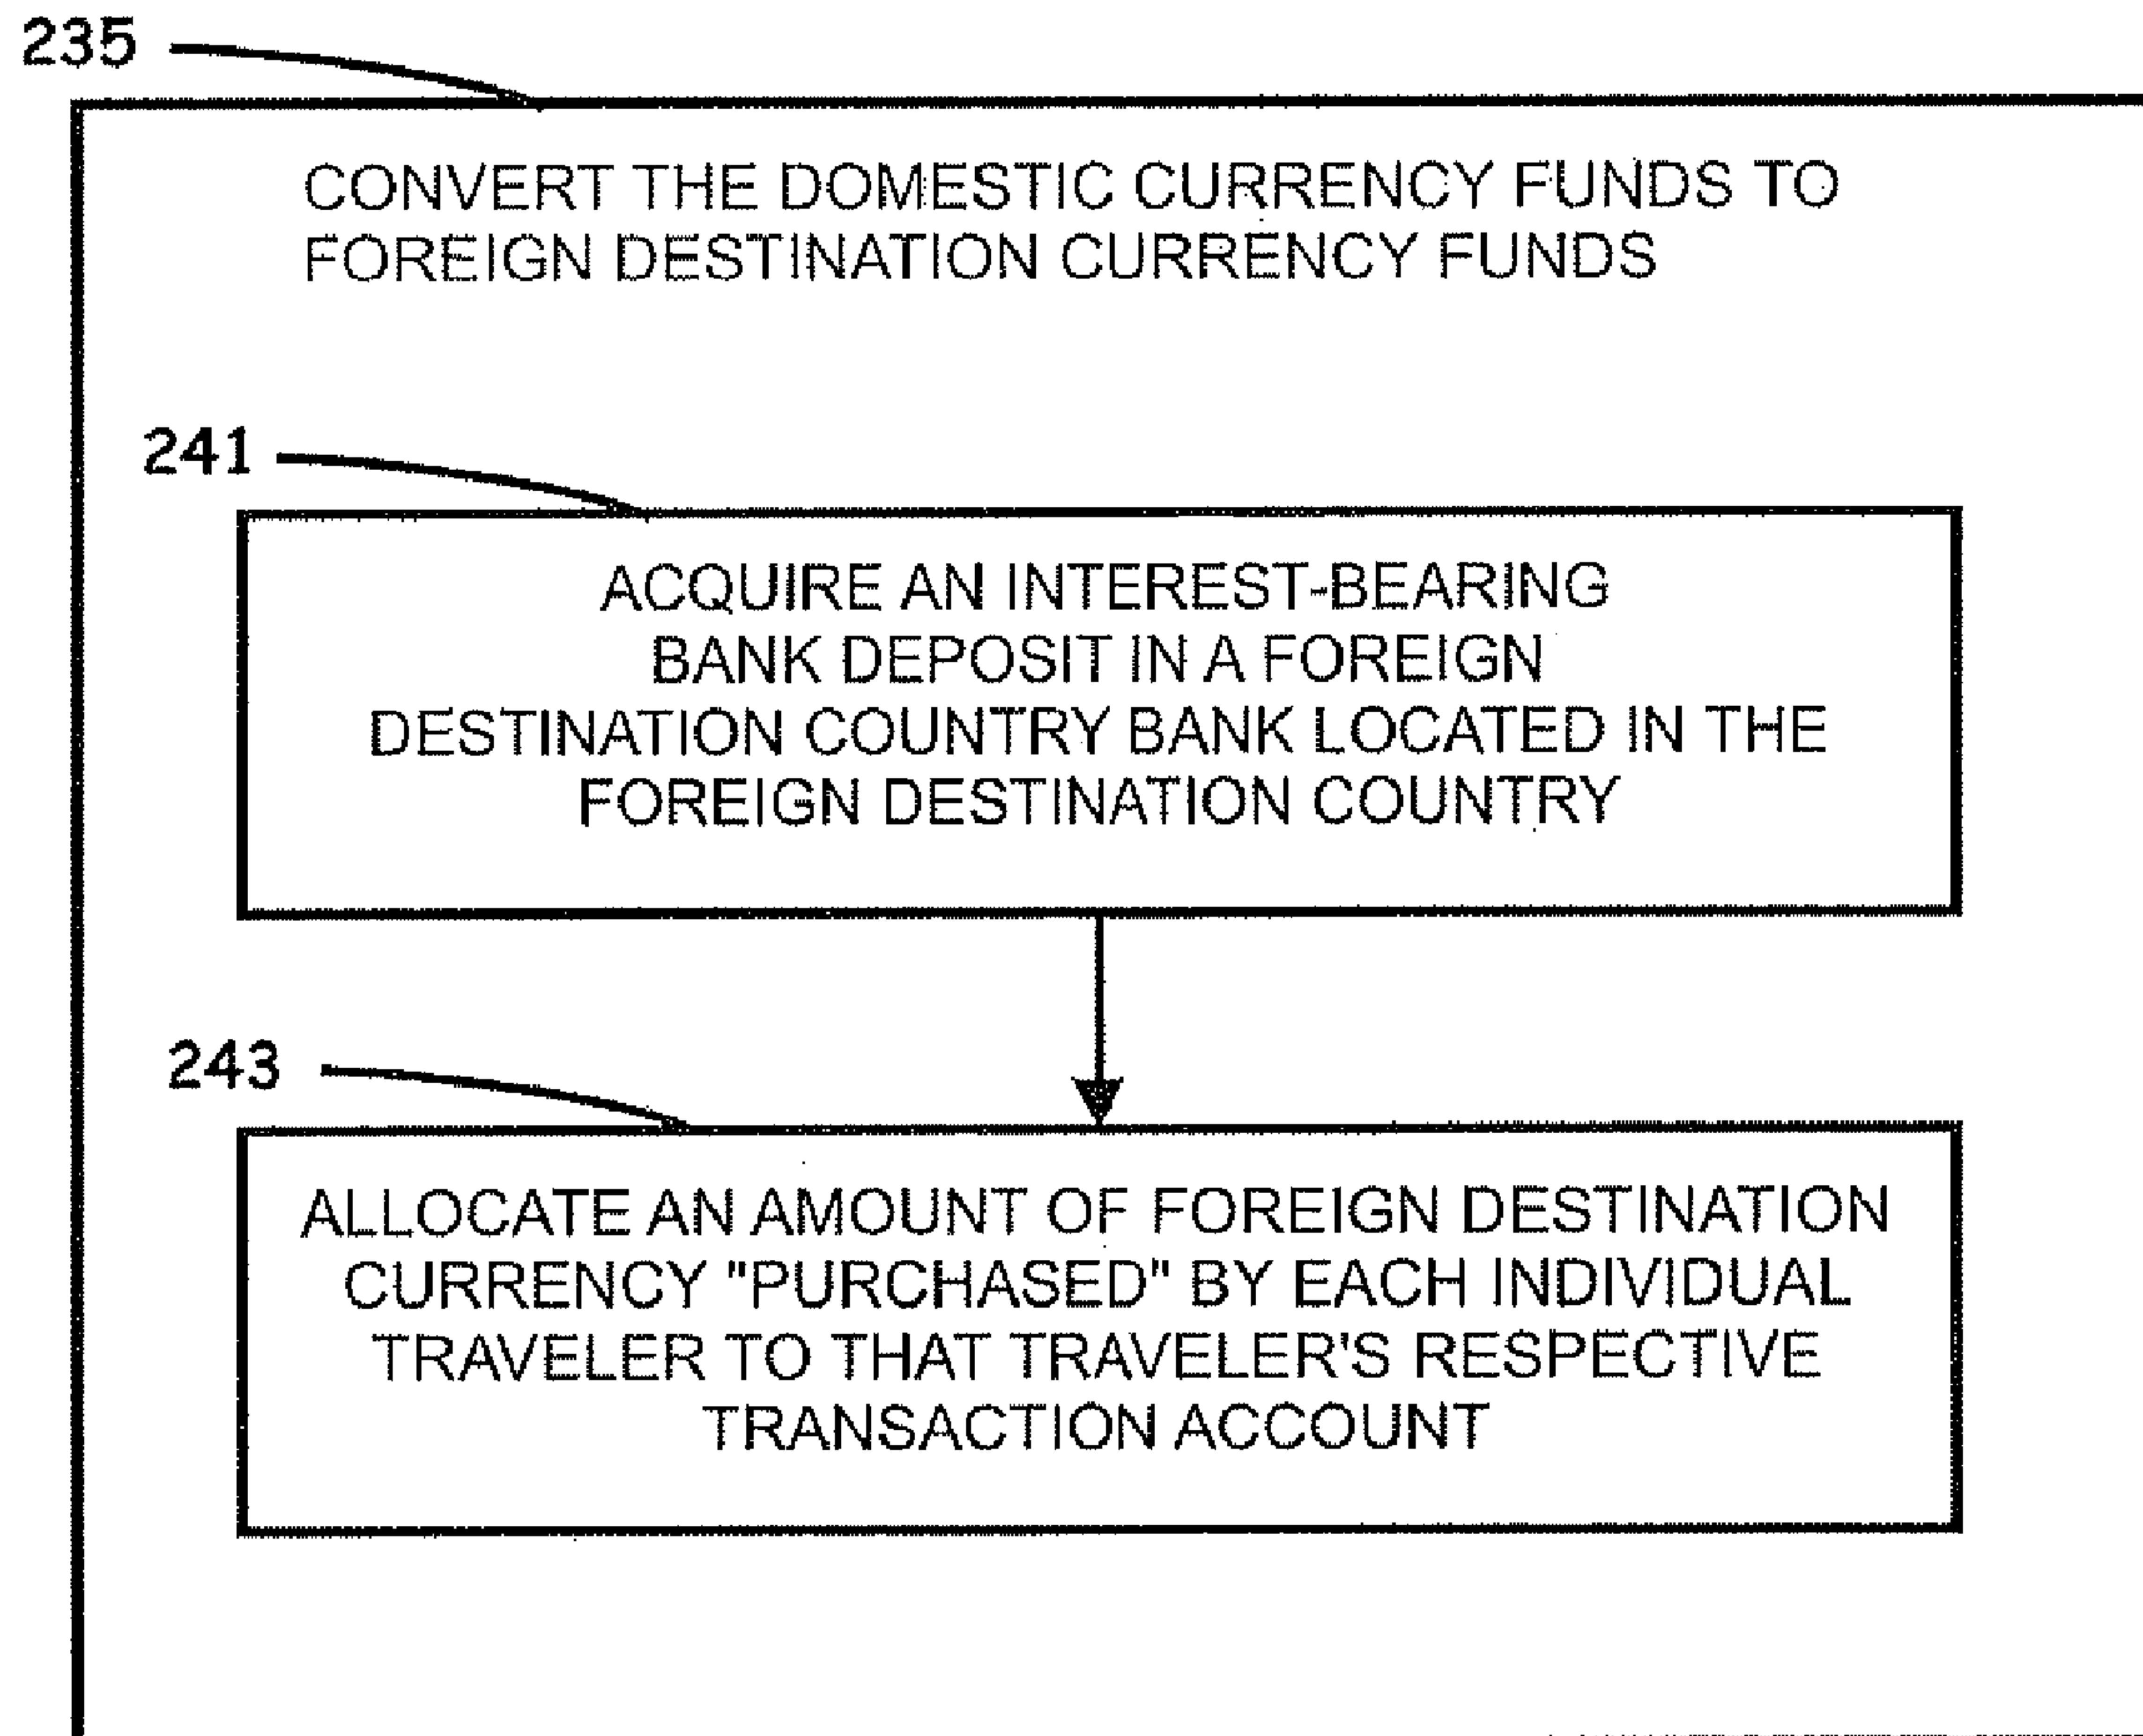 235
CONVERT THE DOMESTIC CURRENCY FUNDS TO
FOREIGN DESTINATION CURRENCY FUNDS
241
ACQUIRE AN INTEREST-BEARING
BANK DEPOSIT IN A FOREIGN
DESTINATION COUNTRY BANK LOCATED IN THE
FOREIGN DESTINATION COUNTRY
243
ALLOCATE AN AMOUNT OF FOREIGN DESTINATION
CURRENCY "PURCHASED" BY EACH INDIVIDUAL
TRAVELER TO THAT TRAVELER'S RESPECTIVE
TRANSACTION ACCOUNT